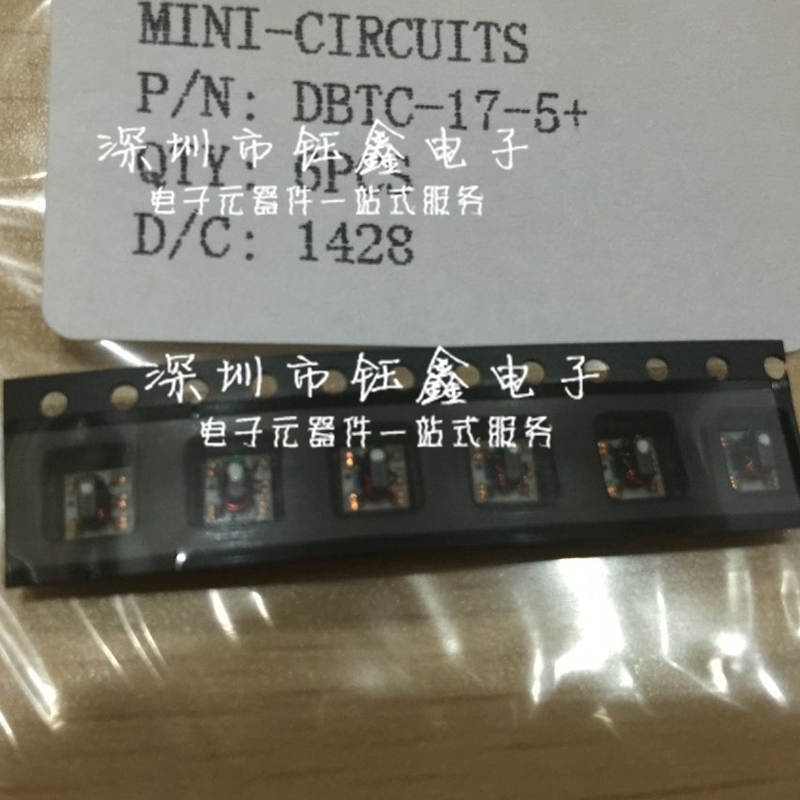 MINI-CIRCUITS
P/N: DBTC-17-5+
深圳市钰鑫电子
QTY: 6PCS
电子元器件一站式服务
D/C: 1428
深圳市钰鑫电子
电子元器件一站式服务